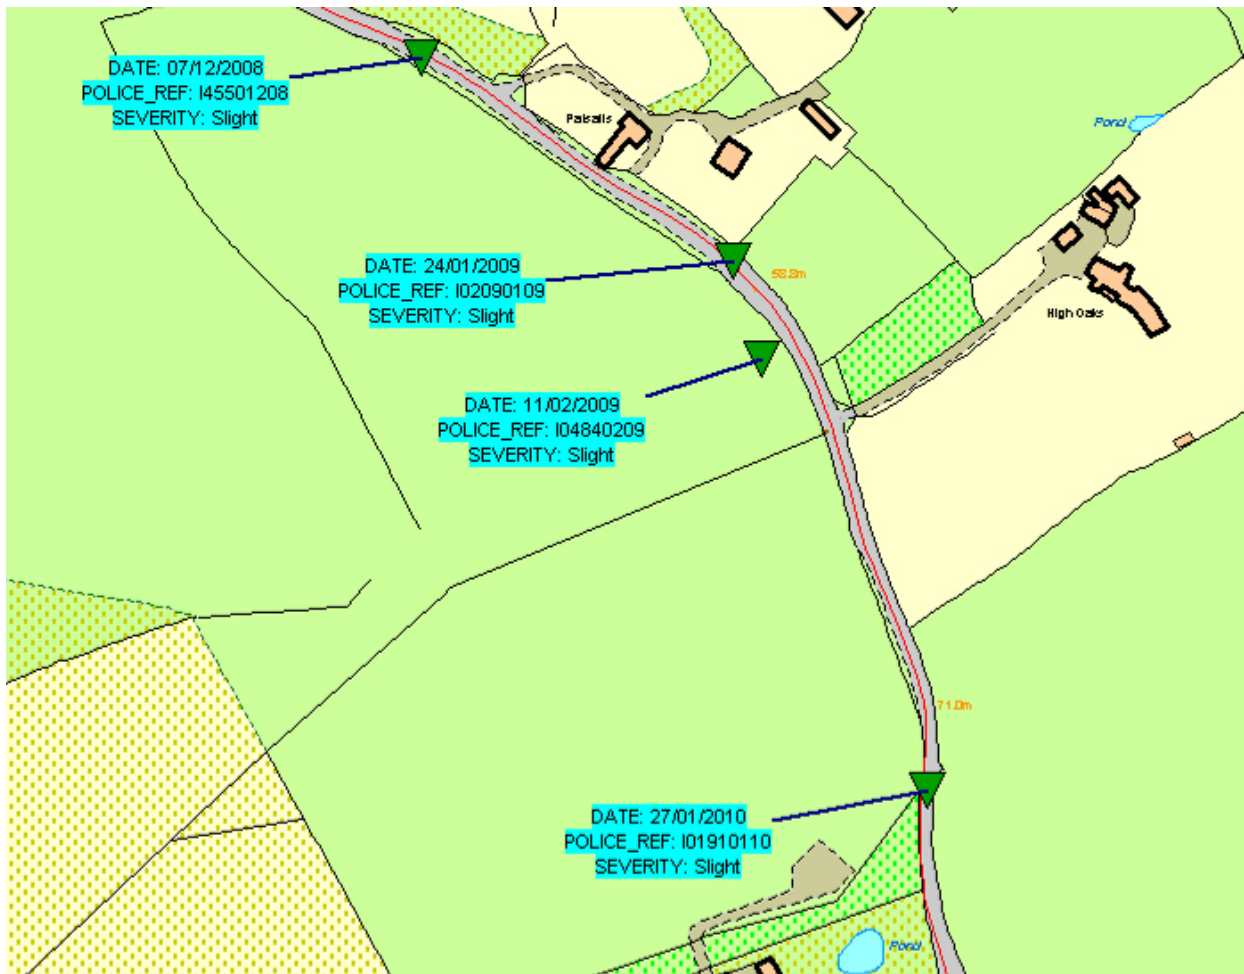 DATE: 07/12/2008
POLICE_REF: I45501208
SEVERITY: Slight
Palsalls
Pond
DATE: 24/01/2009
POLICE_REF: I02090109
SEVERITY: Slight
58.8m
High Oaks
DATE: 11/02/2009
POLICE_REF: I04840209
SEVERITY: Slight
71.0m
DATE: 27/01/2010
POLICE_REF: I01910110
SEVERITY: Slight
Pond